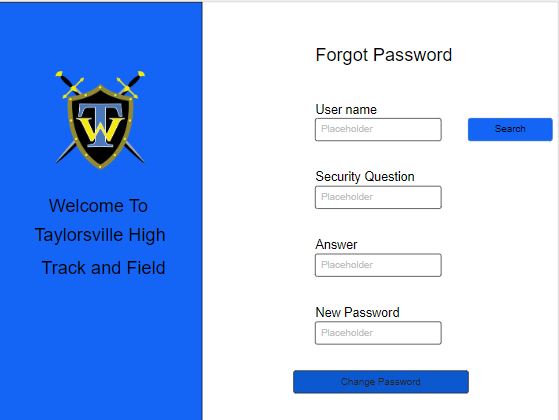 TW
Welcome To
Taylorsville High
Track and Field
Forgot Password
User name
Placeholder
Search
Security Question
Placeholder
Answer
Placeholder
New Password
Placeholder
Change Password